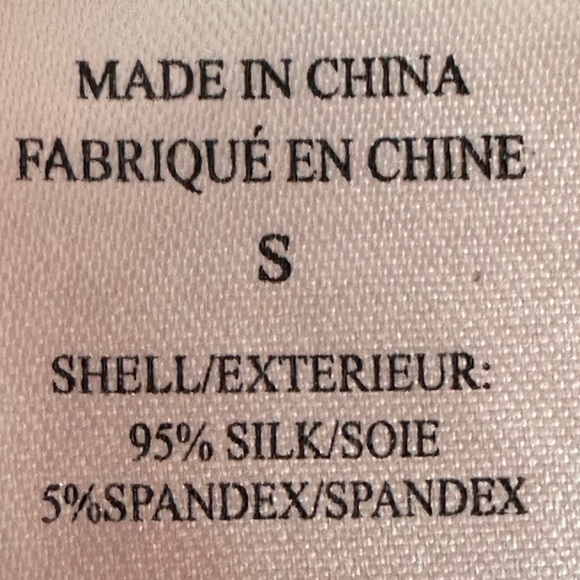 MADE IN CHINA
FABRIQUÉ EN CHINE
S
SHELL/EXTERIEUR:
95% SILK/SOIE
5%SPANDEX/SPANDEX